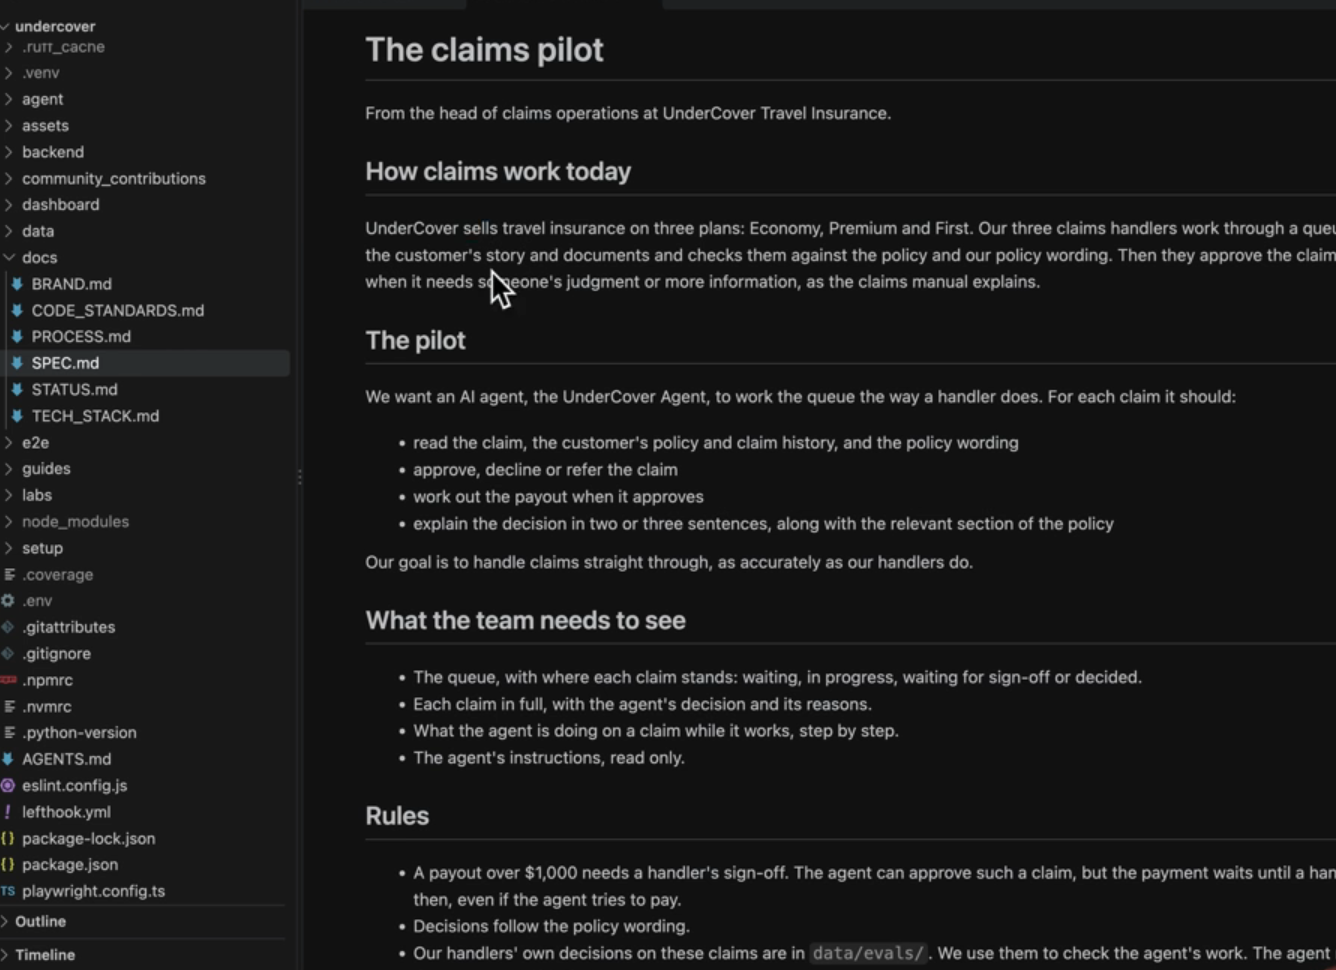 undercover
.ruff_cache
.venv
agent
assets
backend
community_contributions
dashboard
data
docs
BRAND.md
CODE_STANDARDS.md
PROCESS.md
SPEC.md
STATUS.md
TECH_STACK.md
e2e
guides
labs
node_modules
setup
.coverage
.env
.gitattributes
.gitignore
.npmrc
.nvmrc
.python-version
AGENTS.md
eslint.config.js
lefthook.yml
package-lock.json
package.json
TS playwright.config.ts
Outline
Timeline
The claims pilot
From the head of claims operations at UnderCover Travel Insurance.
How claims work today
UnderCover sells travel insurance on three plans: Economy, Premium and First. Our three claims handlers work through a
the customer's story and documents and checks them against the policy and our policy wording. Then they approve the claim
when it needs someone's judgment or more information, as the claims manual explains.
The pilot
We want an AI agent, the UnderCover Agent, to work the queue the way a handler does. For each claim it should:
• read the claim, the customer's policy and claim history, and the policy wording
• approve, decline or refer the claim
• work out the payout when it approves
• explain the decision in two or three sentences, along with the relevant section of the policy
Our goal is to handle claims straight through, as accurately as our handlers do.
What the team needs to see
• The queue, with where each claim stands: waiting, in progress, waiting for sign-off or decided.
• Each claim in full, with the agent's decision and its reasons.
• What the agent is doing on a claim while it works, step by step.
• The agent's instructions, read only.
Rules
• A payout over $1,000 needs a handler's sign-off. The agent can approve such a claim, but the payment waits until a
then, even if the agent tries to pay.
• Decisions follow the policy wording.
• Our handlers' own decisions on these claims are in data/evals/. We use them to check the agent's work. The agent